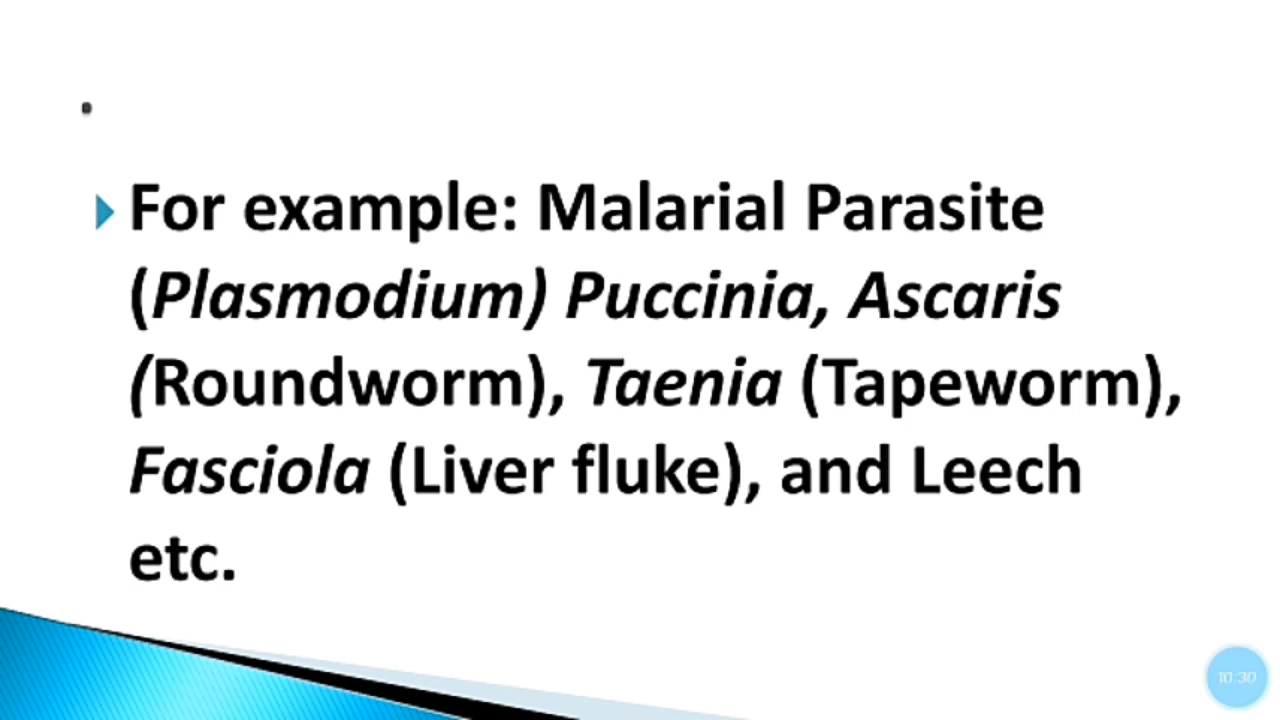 .
For example: Malarial Parasite
(Plasmodium) Puccinia, Ascaris
(Roundworm), Taenia (Tapeworm),
Fasciola (Liver fluke), and Leech
etc.
10:30